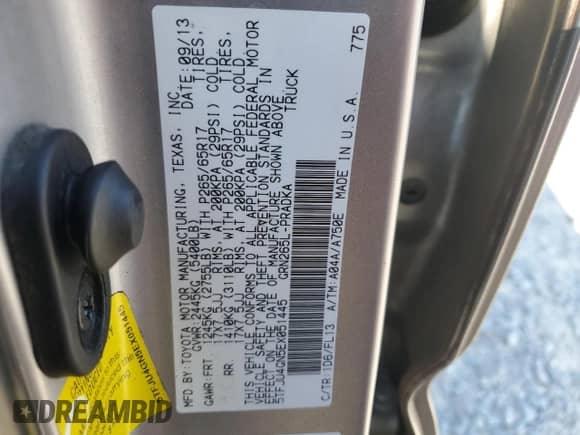 MFD BY:TOYOTA MOTOR MANUFACTURING, TEXAS, INC.
DATE:09/13
GVWR:2445KG (5400LB)
GAWR:FRT 1245KG (2755LB) WITH P265/65R17 TIRES,
17X7.5JJ RIMS, AT 200KPA (29PSI) COLD.
RR 1410KG (3110LB) WITH P265/65R17 TIRES,
17X7.5JJ RIMS, AT 200KPA (29PSI) COLD.
THIS VEHICLE CONFORMS TO ALL APPLICABLE FEDERAL MOTOR
VEHICLE SAFETY AND THEFT PREVENTION STANDARDS IN
EFFECT ON THE DATE OF MANUFACTURE SHOWN ABOVE.
5TFJU4GN5EX051445 TRUCK
GRN265L-PRADKA
C/TR:1D6/FL13 A/TM:A04A/A750E MADE IN U.S.A. 775
5TFJU4GN5EX051445
DREAMBID